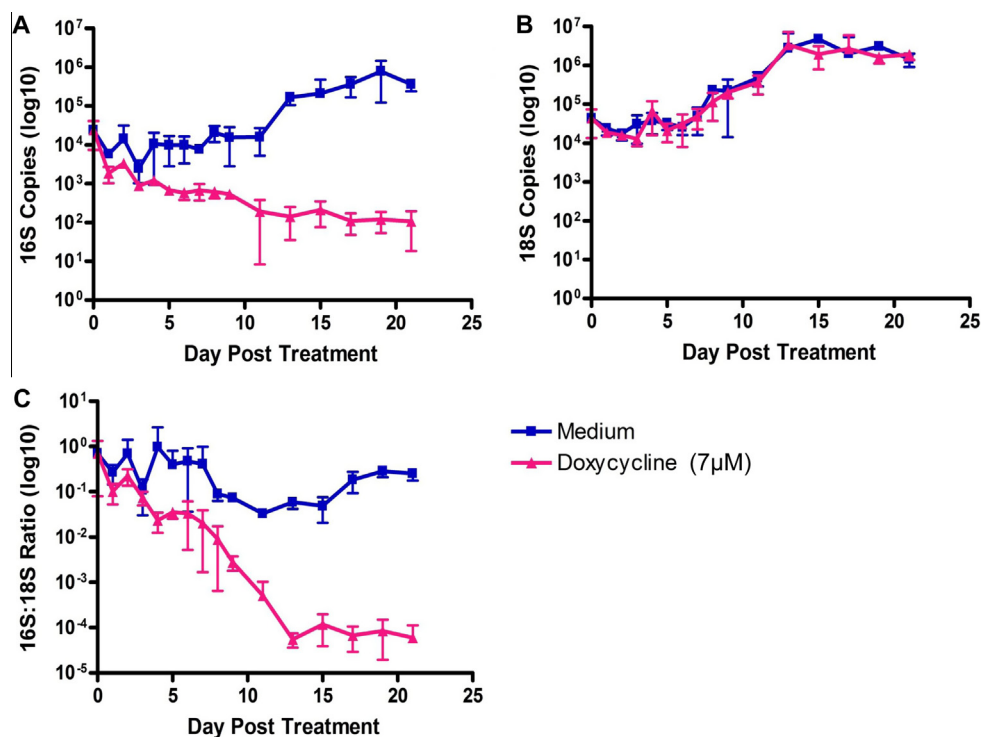 A
16S Copies (log10)
10⁷
10⁶
10⁵
10⁴
10³
10²
10¹
10⁰
0 5 10 15 20 25
Day Post Treatment
B
18S Copies (log10)
10⁷
10⁶
10⁵
10⁴
10³
10²
10¹
10⁰
0 5 10 15 20 25
Day Post Treatment
C
16S:18S Ratio (log10)
10¹
10⁰
10⁻¹
10⁻²
10⁻³
10⁻⁴
10⁻⁵
0 5 10 15 20 25
Day Post Treatment
Medium
Doxycycline (7µM)